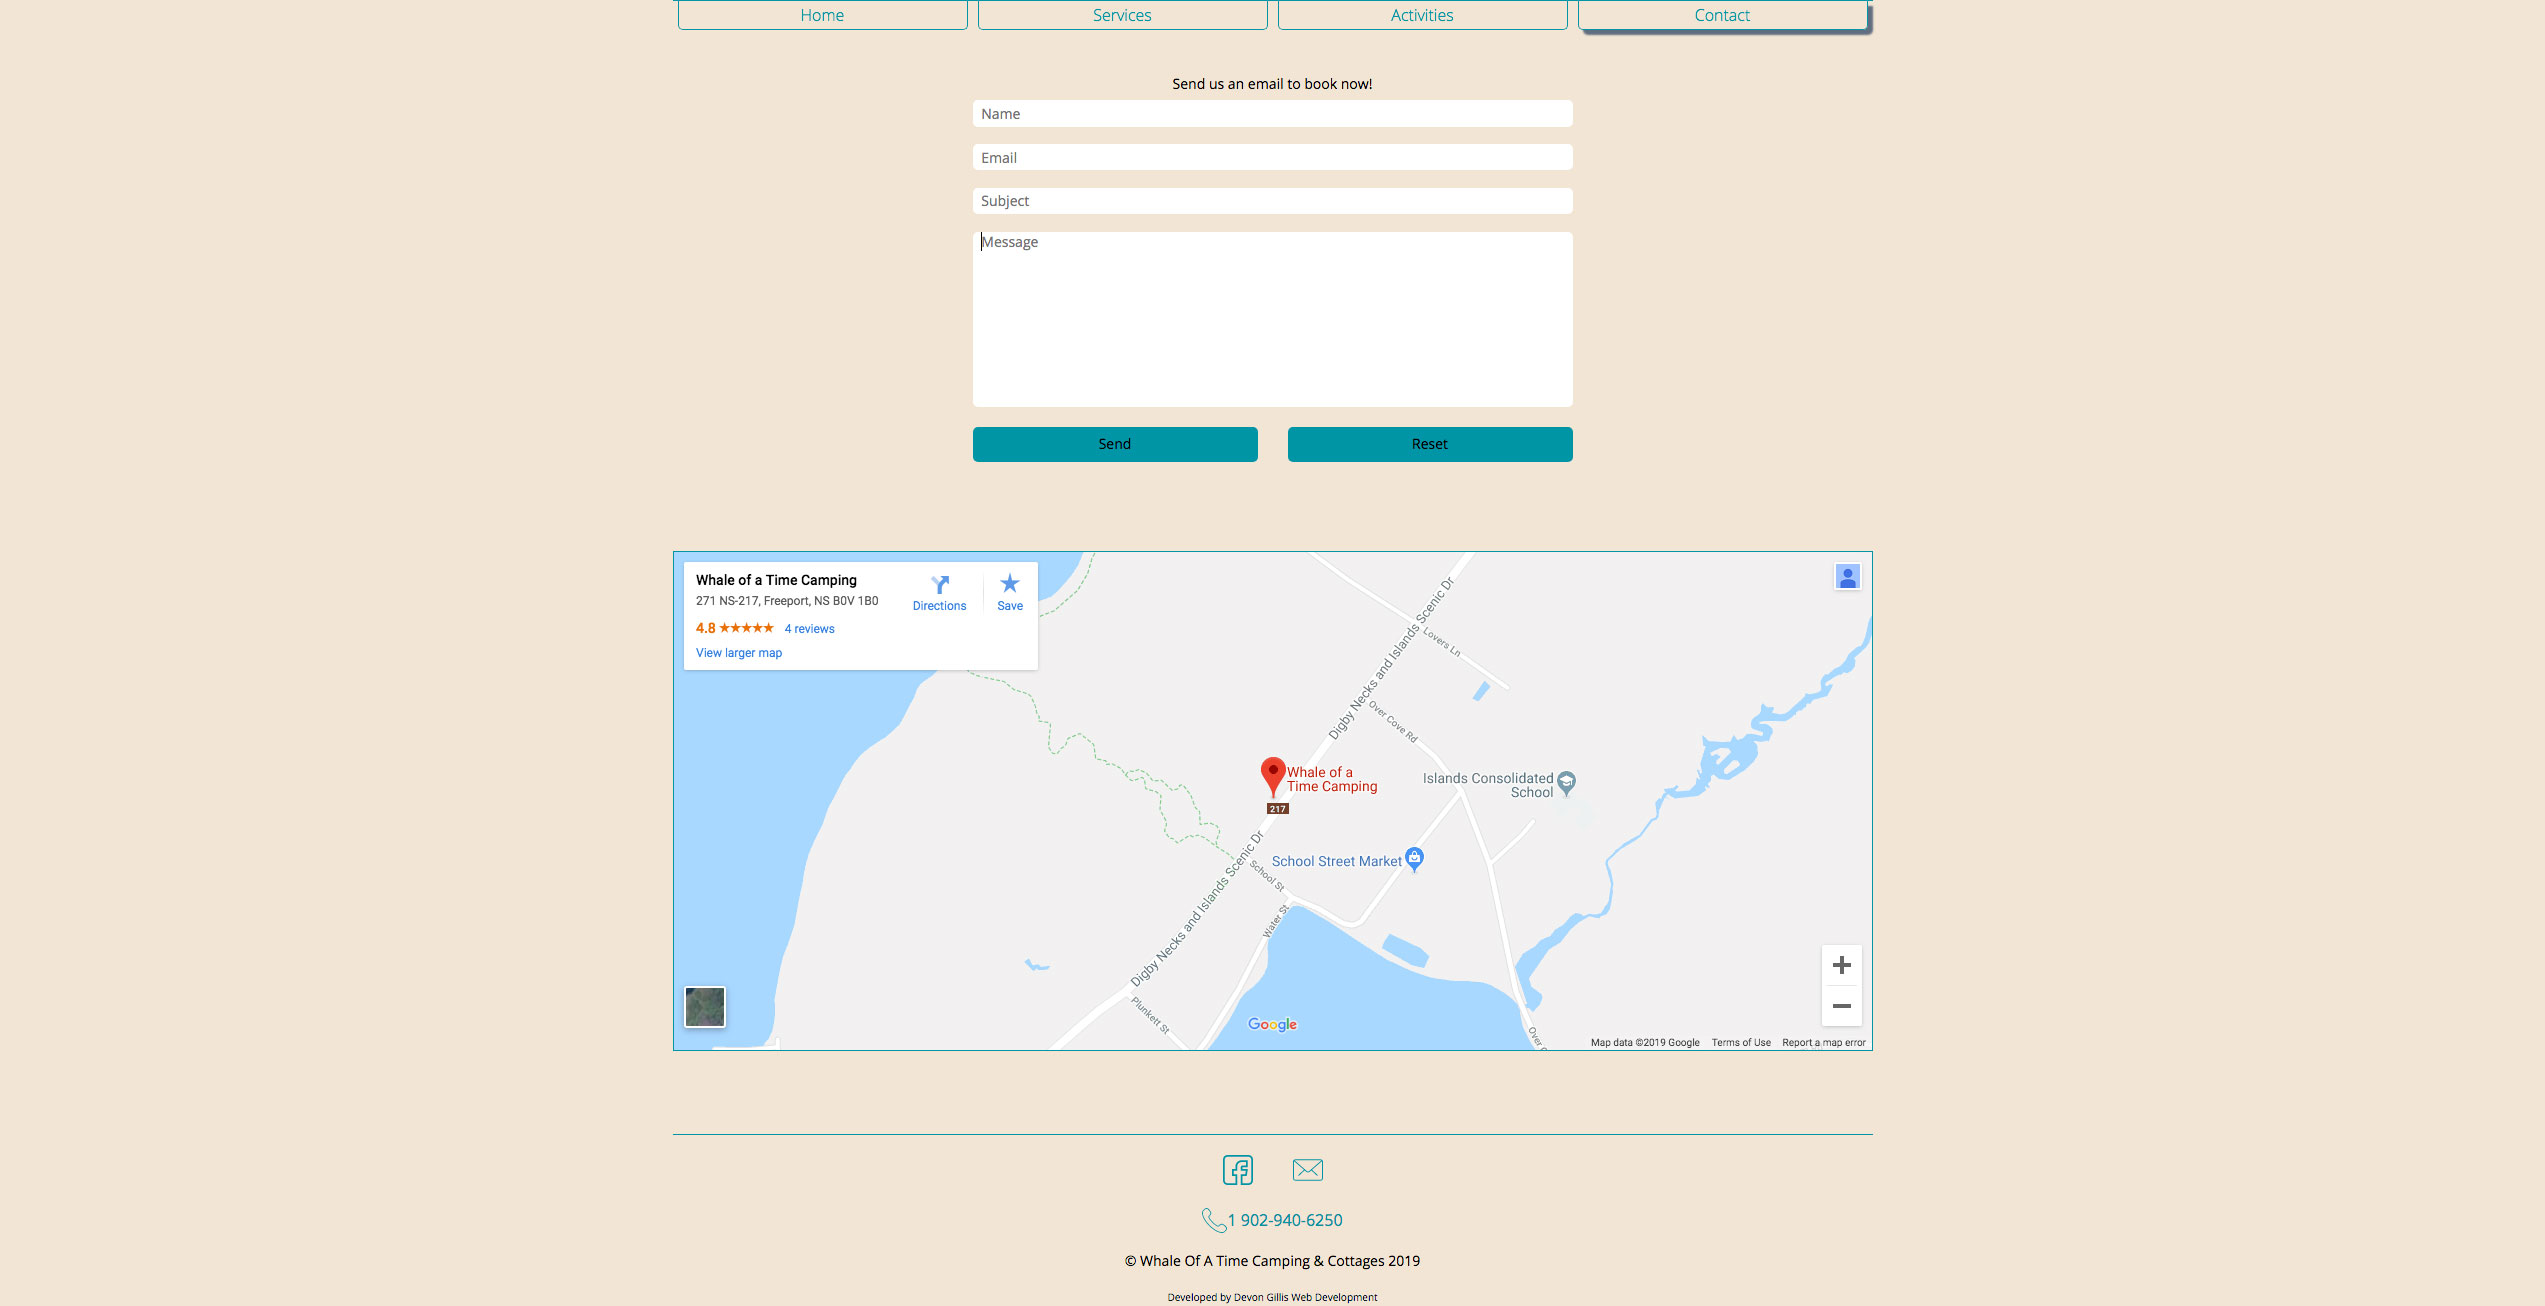 Home
Services
Activities
Contact
Send us an email to book now!
Name
Email
Subject
Message
Send
Reset
Whale of a Time Camping
271 NS-217, Freeport, NS B0V 1B0
4.8
4 reviews
View larger map
Directions
Save
Digby Necks and Islands Scenic Dr
Lovers Ln
Over Cove Rd
Whale of a
Time Camping
217
Islands Consolidated
School
School Street Market
Digby Necks and Islands Scenic Dr
School St
Water St
Plunkett St
Over C
Google
Map data ©2019 Google
Terms of Use
Report a map error
1 902-940-6250
© Whale Of A Time Camping & Cottages 2019
Developed by Devon Gillis Web Development